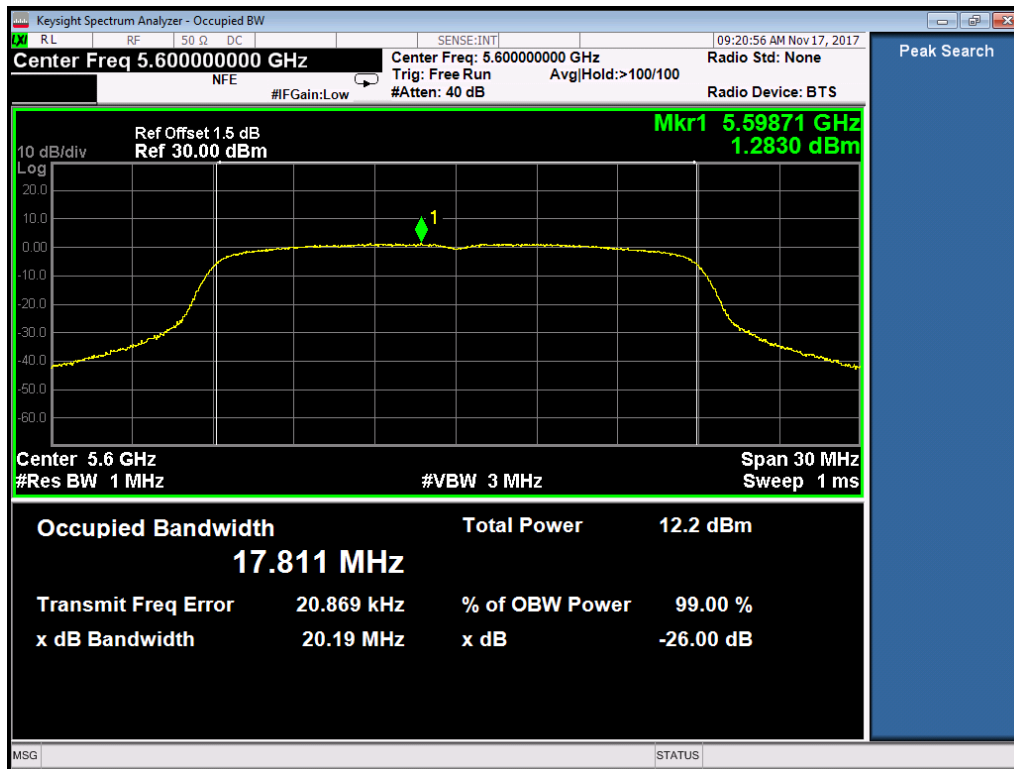 Keysight Spectrum Analyzer - Occupied BW
LXI RL RF 50 Ω DC SENSE:INT 09:20:56 AM Nov 17, 2017
Center Freq 5.600000000 GHz
NFE
#IFGain:Low
Center Freq: 5.600000000 GHz
Trig: Free Run Avg|Hold:>100/100
#Atten: 40 dB
Radio Std: None
Radio Device: BTS
Peak Search
Ref Offset 1.5 dB
10 dB/div Ref 30.00 dBm
Mkr1 5.59871 GHz
1.2830 dBm
Log
20.0
10.0
0.00
-10.0
-20.0
-30.0
-40.0
-50.0
-60.0
1
Center 5.6 GHz Span 30 MHz
#Res BW 1 MHz #VBW 3 MHz Sweep 1 ms
Occupied Bandwidth Total Power 12.2 dBm
17.811 MHz
Transmit Freq Error 20.869 kHz % of OBW Power 99.00 %
x dB Bandwidth 20.19 MHz x dB -26.00 dB
MSG STATUS